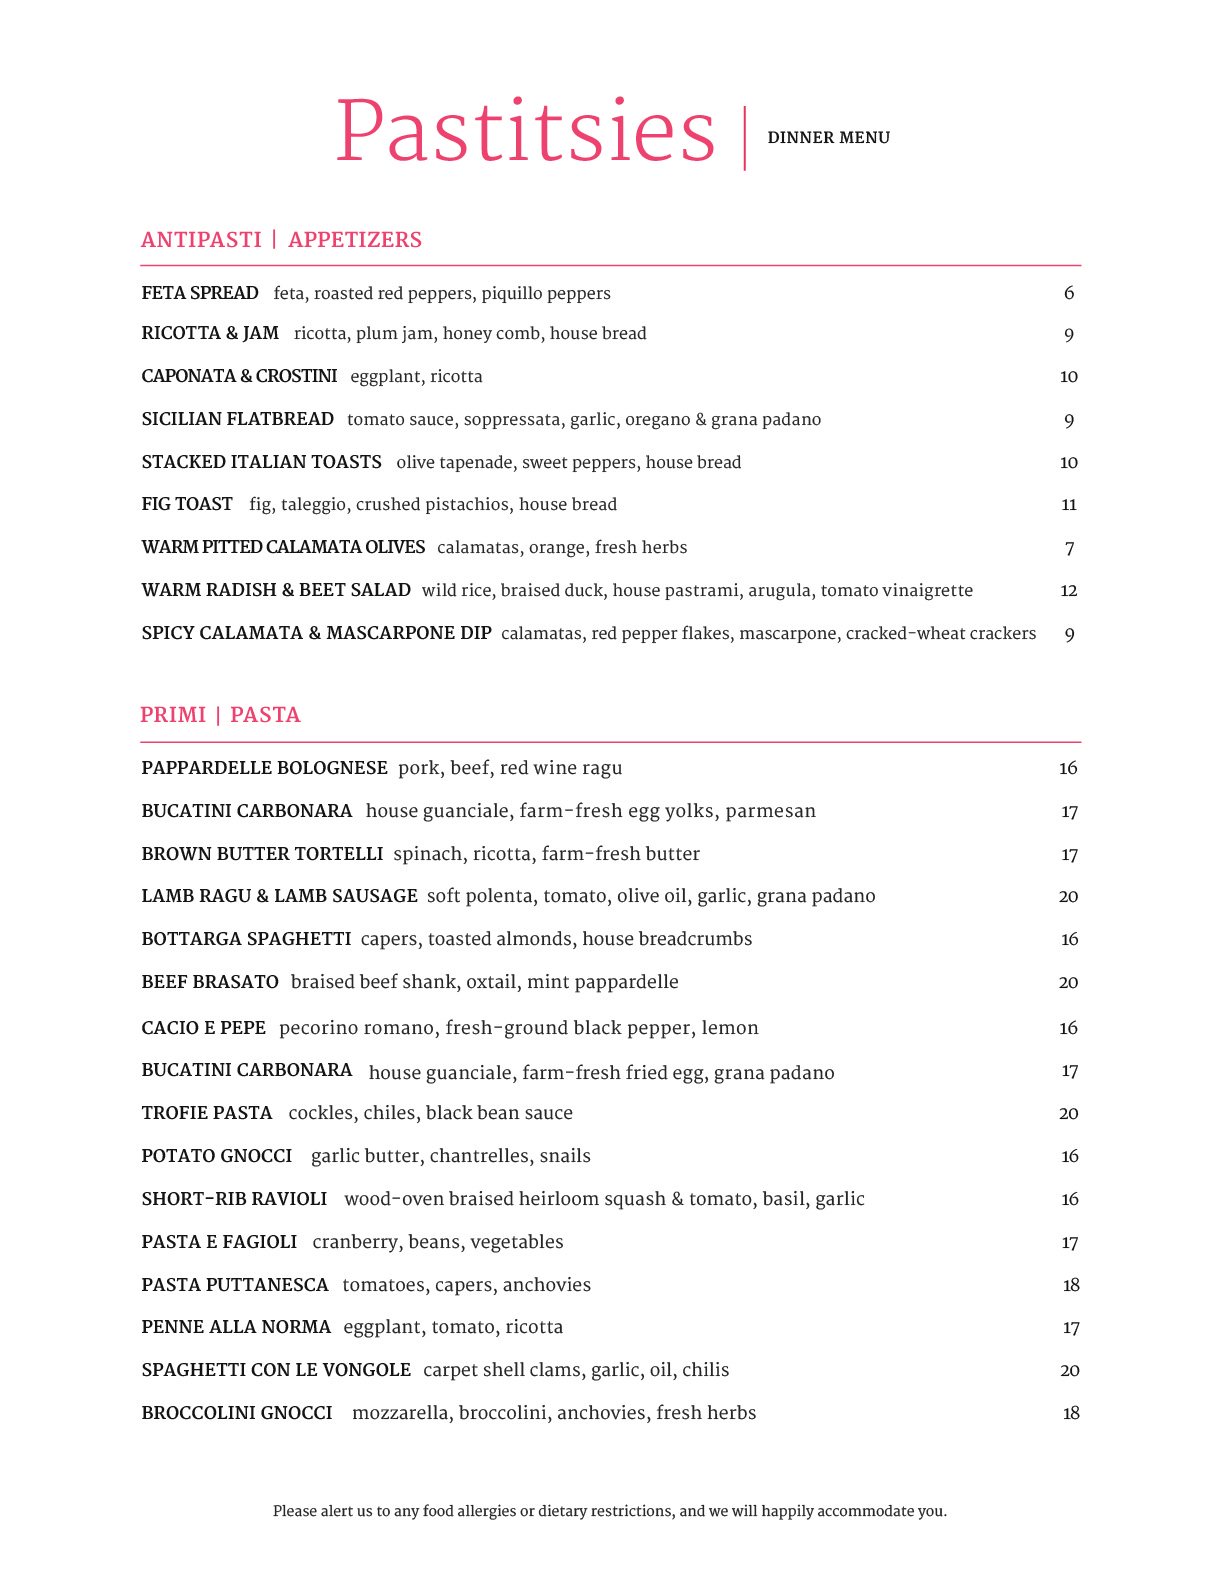 Pastitsies | DINNER MENU
ANTIPASTI | APPETIZERS
FETA SPREAD feta, roasted red peppers, piquillo peppers 6
RICOTTA & JAM ricotta, plum jam, honey comb, house bread 9
CAPONATA & CROSTINI eggplant, ricotta 10
SICILIAN FLATBREAD tomato sauce, soppressata, garlic, oregano & grana padano 9
STACKED ITALIAN TOASTS olive tapenade, sweet peppers, house bread 10
FIG TOAST fig, taleggio, crushed pistachios, house bread 11
WARM PITTED CALAMATA OLIVES calamatas, orange, fresh herbs 7
WARM RADISH & BEET SALAD wild rice, braised duck, house pastrami, arugula, tomato vinaigrette 12
SPICY CALAMATA & MASCARPONE DIP calamatas, red pepper flakes, mascarpone, cracked-wheat crackers 9
PRIMI | PASTA
PAPPARDELLE BOLOGNESE pork, beef, red wine ragu 16
BUCATINI CARBONARA house guanciale, farm-fresh egg yolks, parmesan 17
BROWN BUTTER TORTELLI spinach, ricotta, farm-fresh butter 17
LAMB RAGU & LAMB SAUSAGE soft polenta, tomato, olive oil, garlic, grana padano 20
BOTTARGA SPAGHETTI capers, toasted almonds, house breadcrumbs 16
BEEF BRASATO braised beef shank, oxtail, mint pappardelle 20
CACIO E PEPE pecorino romano, fresh-ground black pepper, lemon 16
BUCATINI CARBONARA house guanciale, farm-fresh fried egg, grana padano 17
TROFIE PASTA cockles, chiles, black bean sauce 20
POTATO GNOCCI garlic butter, chantrelles, snails 16
SHORT-RIB RAVIOLI wood-oven braised heirloom squash & tomato, basil, garlic 16
PASTA E FAGIOLI cranberry, beans, vegetables 17
PASTA PUTTANESCA tomatoes, capers, anchovies 18
PENNE ALLA NORMA eggplant, tomato, ricotta 17
SPAGHETTI CON LE VONGOLE carpet shell clams, garlic, oil, chilis 20
BROCCOLINI GNOCCI mozzarella, broccolini, anchovies, fresh herbs 18
Please alert us to any food allergies or dietary restrictions, and we will happily accommodate you.